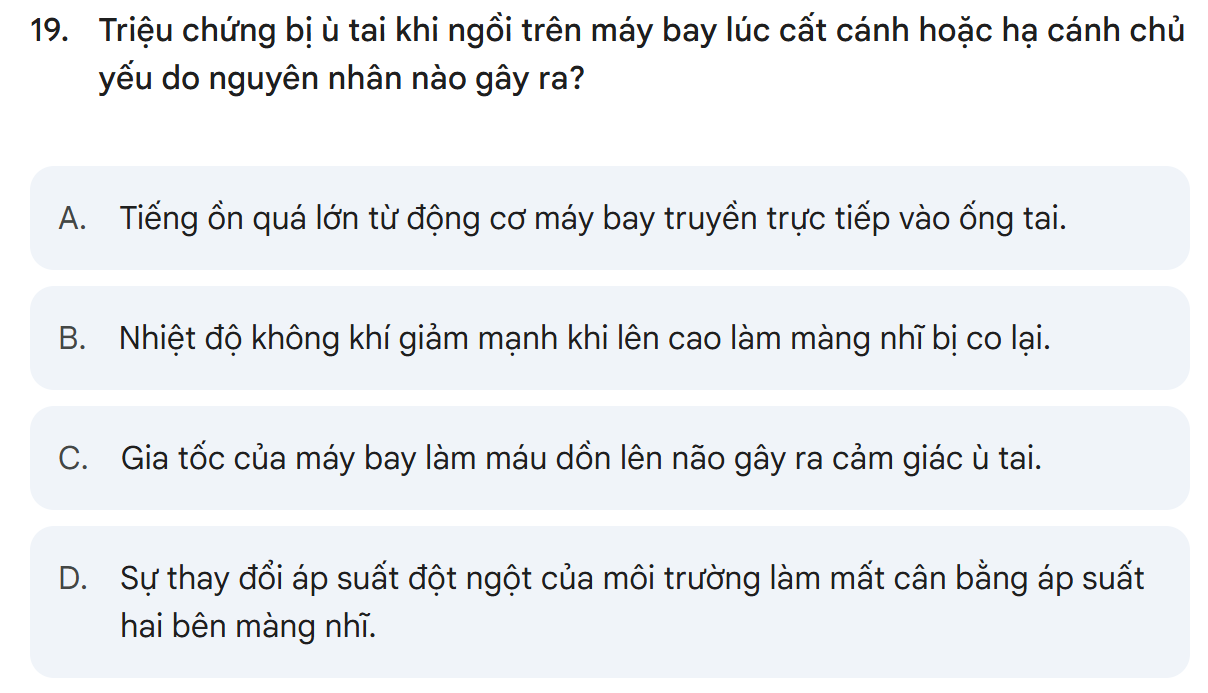 19. Triệu chứng bị ù tai khi ngồi trên máy bay lúc cất cánh hoặc hạ cánh chủ
yếu do nguyên nhân nào gây ra?
A. Tiếng ồn quá lớn từ động cơ máy bay truyền trực tiếp vào ống tai.
B. Nhiệt độ không khí giảm mạnh khi lên cao làm màng nhĩ bị co lại.
C. Gia tốc của máy bay làm máu dồn lên não gây ra cảm giác ù tai.
D. Sự thay đổi áp suất đột ngột của môi trường làm mất cân bằng áp suất
hai bên màng nhĩ.